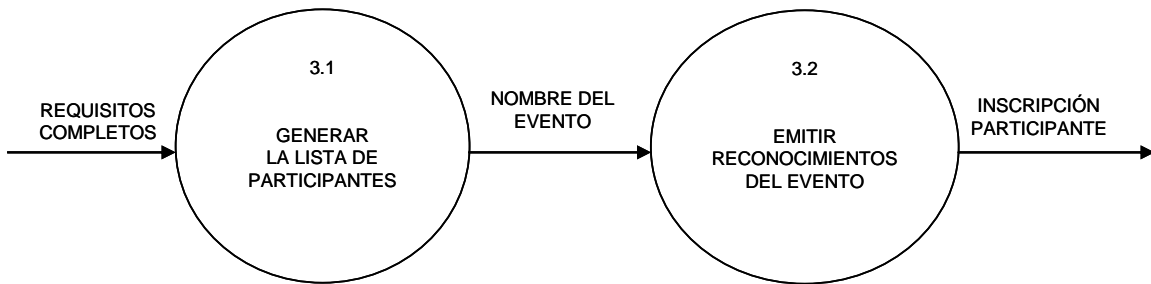 REQUISITOS
COMPLETOS
3.1
GENERAR
LA LISTA DE
PARTICIPANTES
NOMBRE DEL
EVENTO
3.2
EMITIR
RECONOCIMIENTOS
DEL EVENTO
INSCRIPCIÓN
PARTICIPANTE